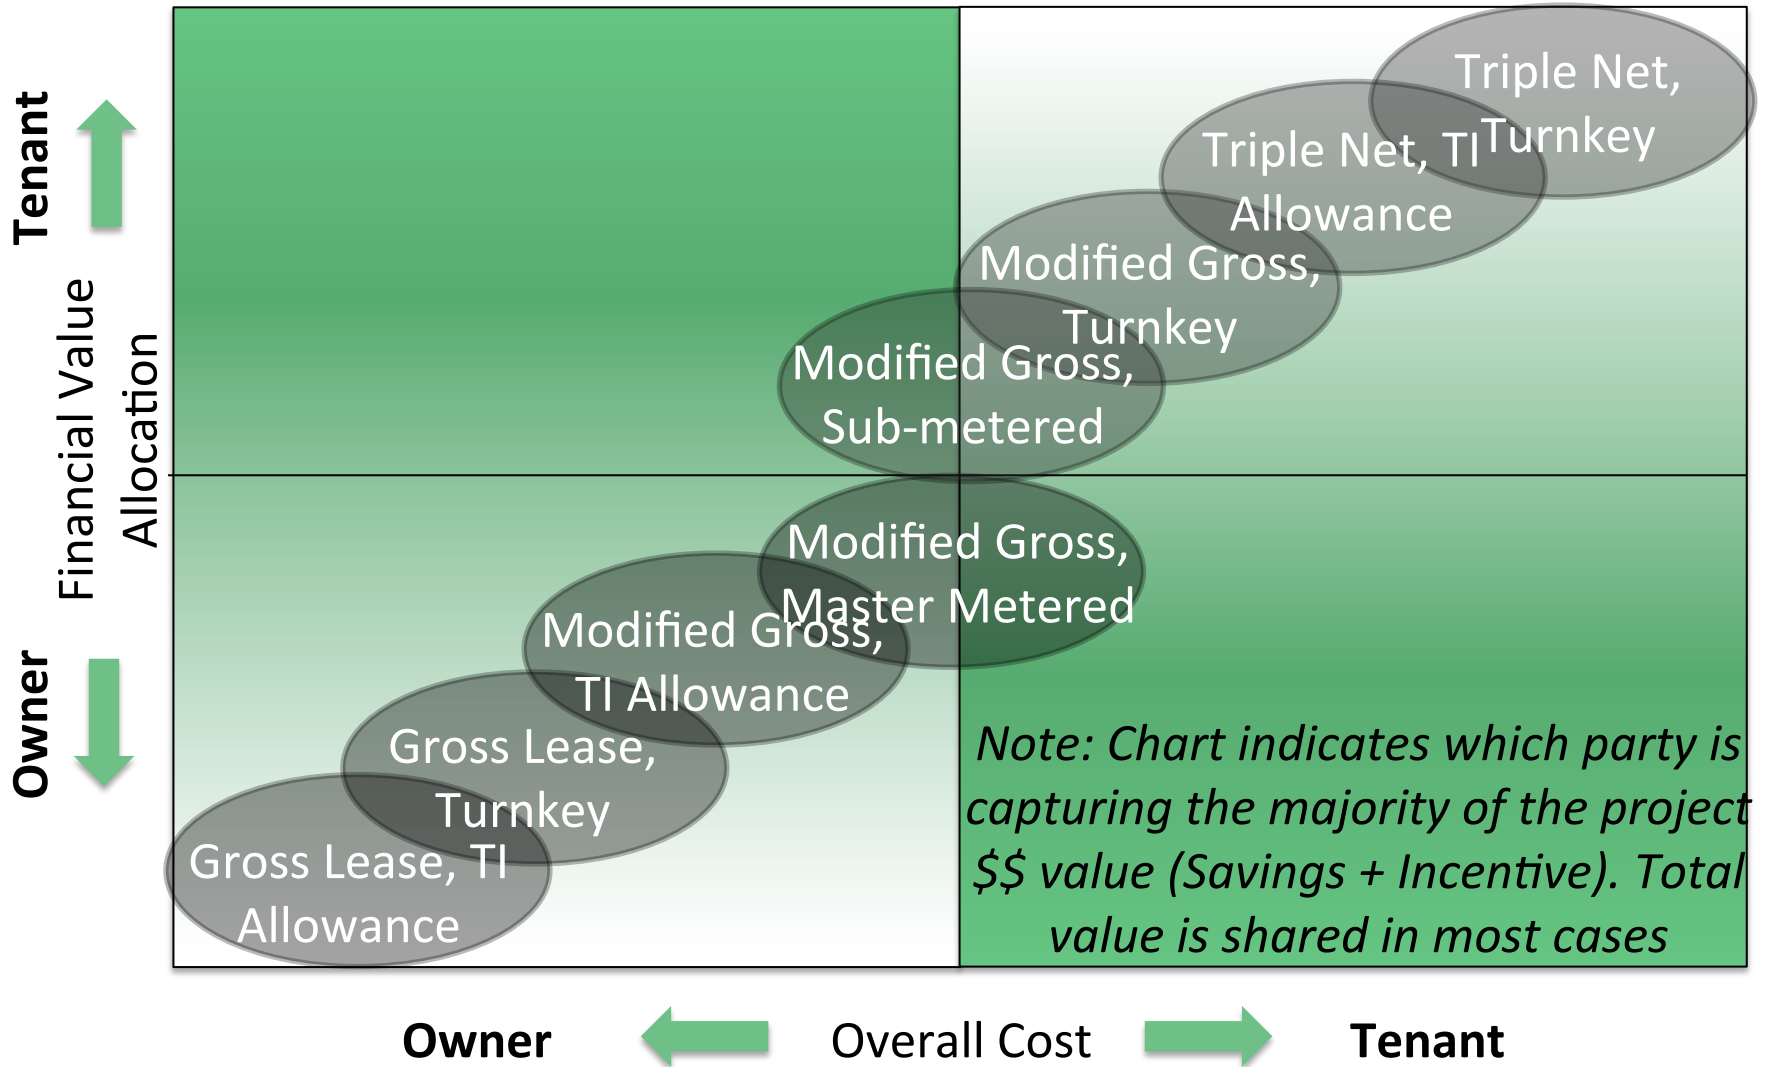 Tenant
Financial Value
Allocation
Owner
Triple Net,
Turnkey
Triple Net, TI
Allowance
Modified Gross,
Turnkey
Modified Gross,
Sub-metered
Modified Gross,
Master Metered
Modified Gross,
TI Allowance
Gross Lease,
Turnkey
Gross Lease, TI
Allowance
Note: Chart indicates which party is
capturing the majority of the project
$$ value (Savings + Incentive). Total
value is shared in most cases
Owner
Overall Cost
Tenant